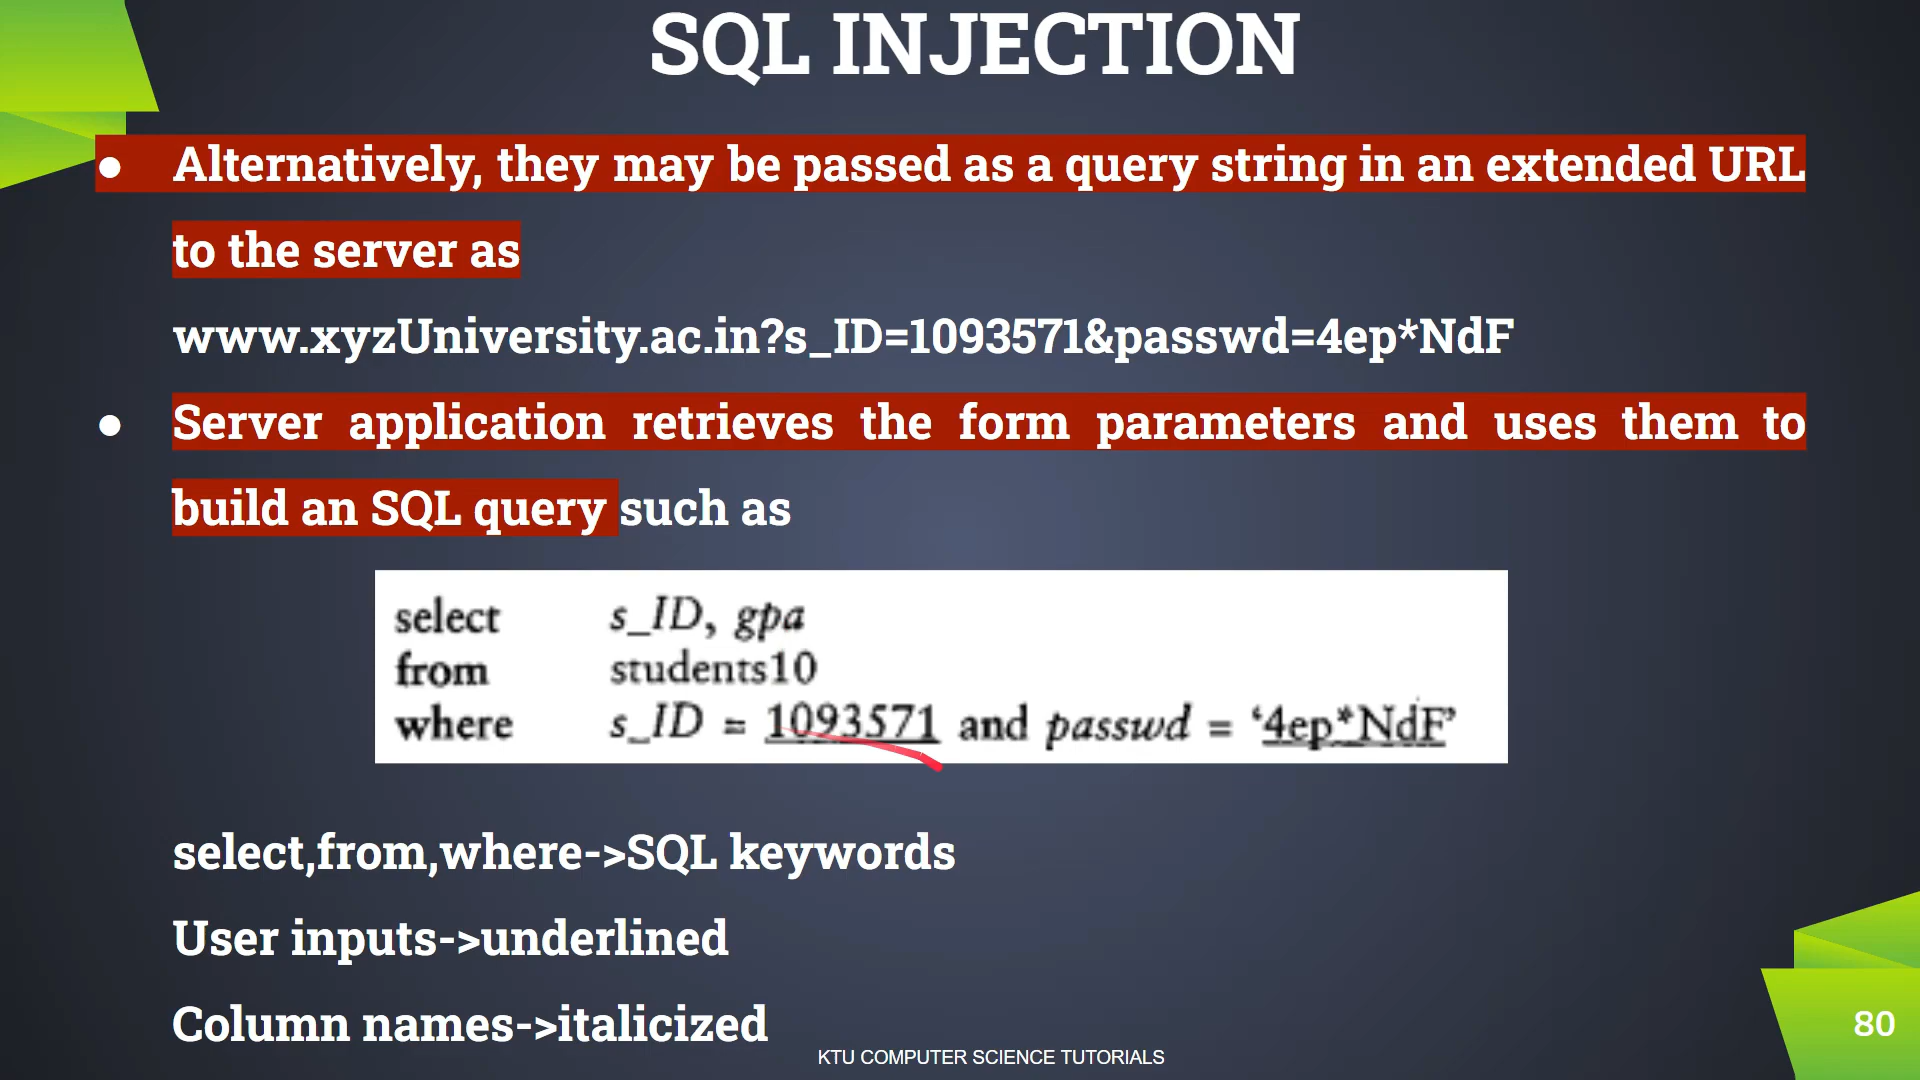 SQL INJECTION
● Alternatively, they may be passed as a query string in an extended URL
to the server as
www.xyzUniversity.ac.in?s_ID=1093571&passwd=4ep*NdF
● Server application retrieves the form parameters and uses them to
build an SQL query such as
select s_ID, gpa
from students10
where s_ID = 1093571 and passwd = ‘4ep*NdF’
select,from,where->SQL keywords
User inputs->underlined
Column names->italicized
80
KTU COMPUTER SCIENCE TUTORIALS